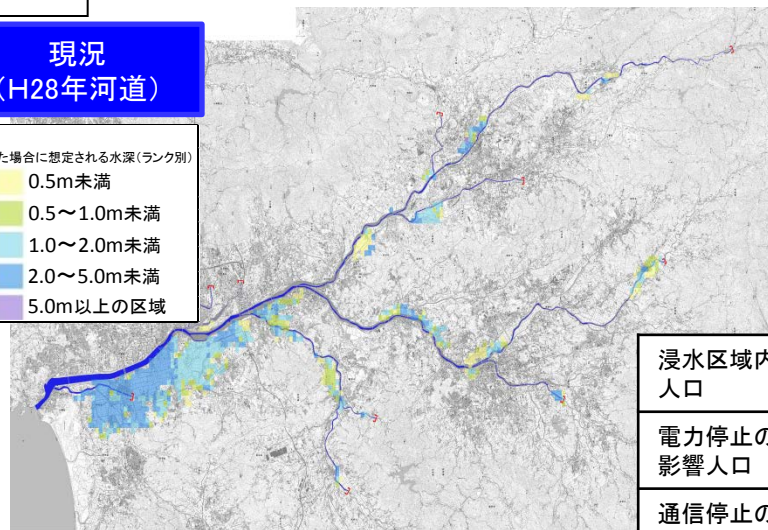 現況
(H28年河道)
た場合に想定される水深(ランク別)
0.5m未満
0.5～1.0m未満
1.0～2.0m未満
2.0～5.0m未満
5.0m以上の区域
浸水区域内
人口
電力停止の
影響人口
通信停止の